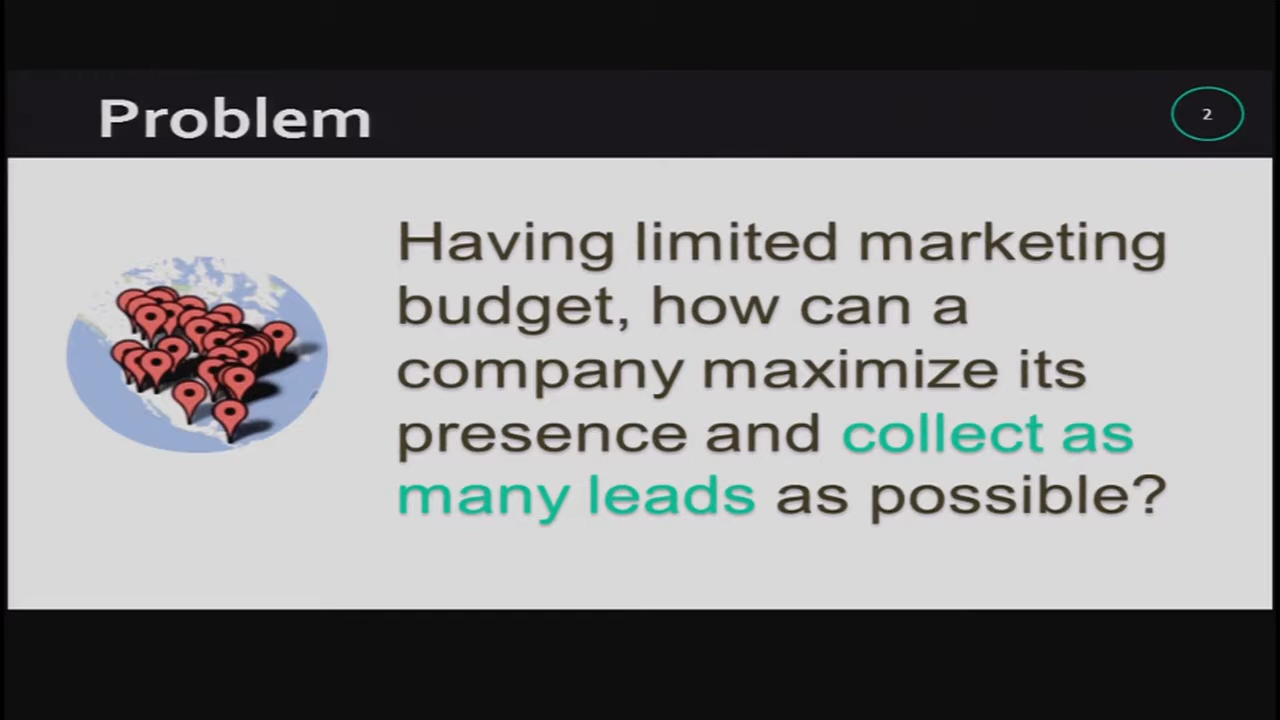 Problem
2
Having limited marketing
budget, how can a
company maximize its
presence and collect as
many leads as possible?